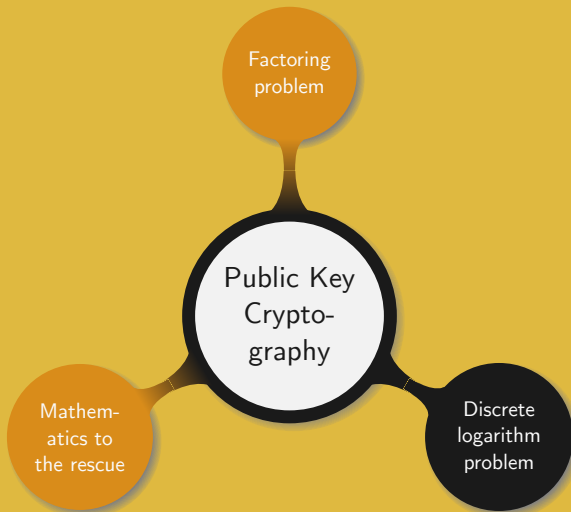 Factoring
problem
Public Key
Crypto-
graphy
Mathem-
atics to
the rescue
Discrete
logarithm
problem